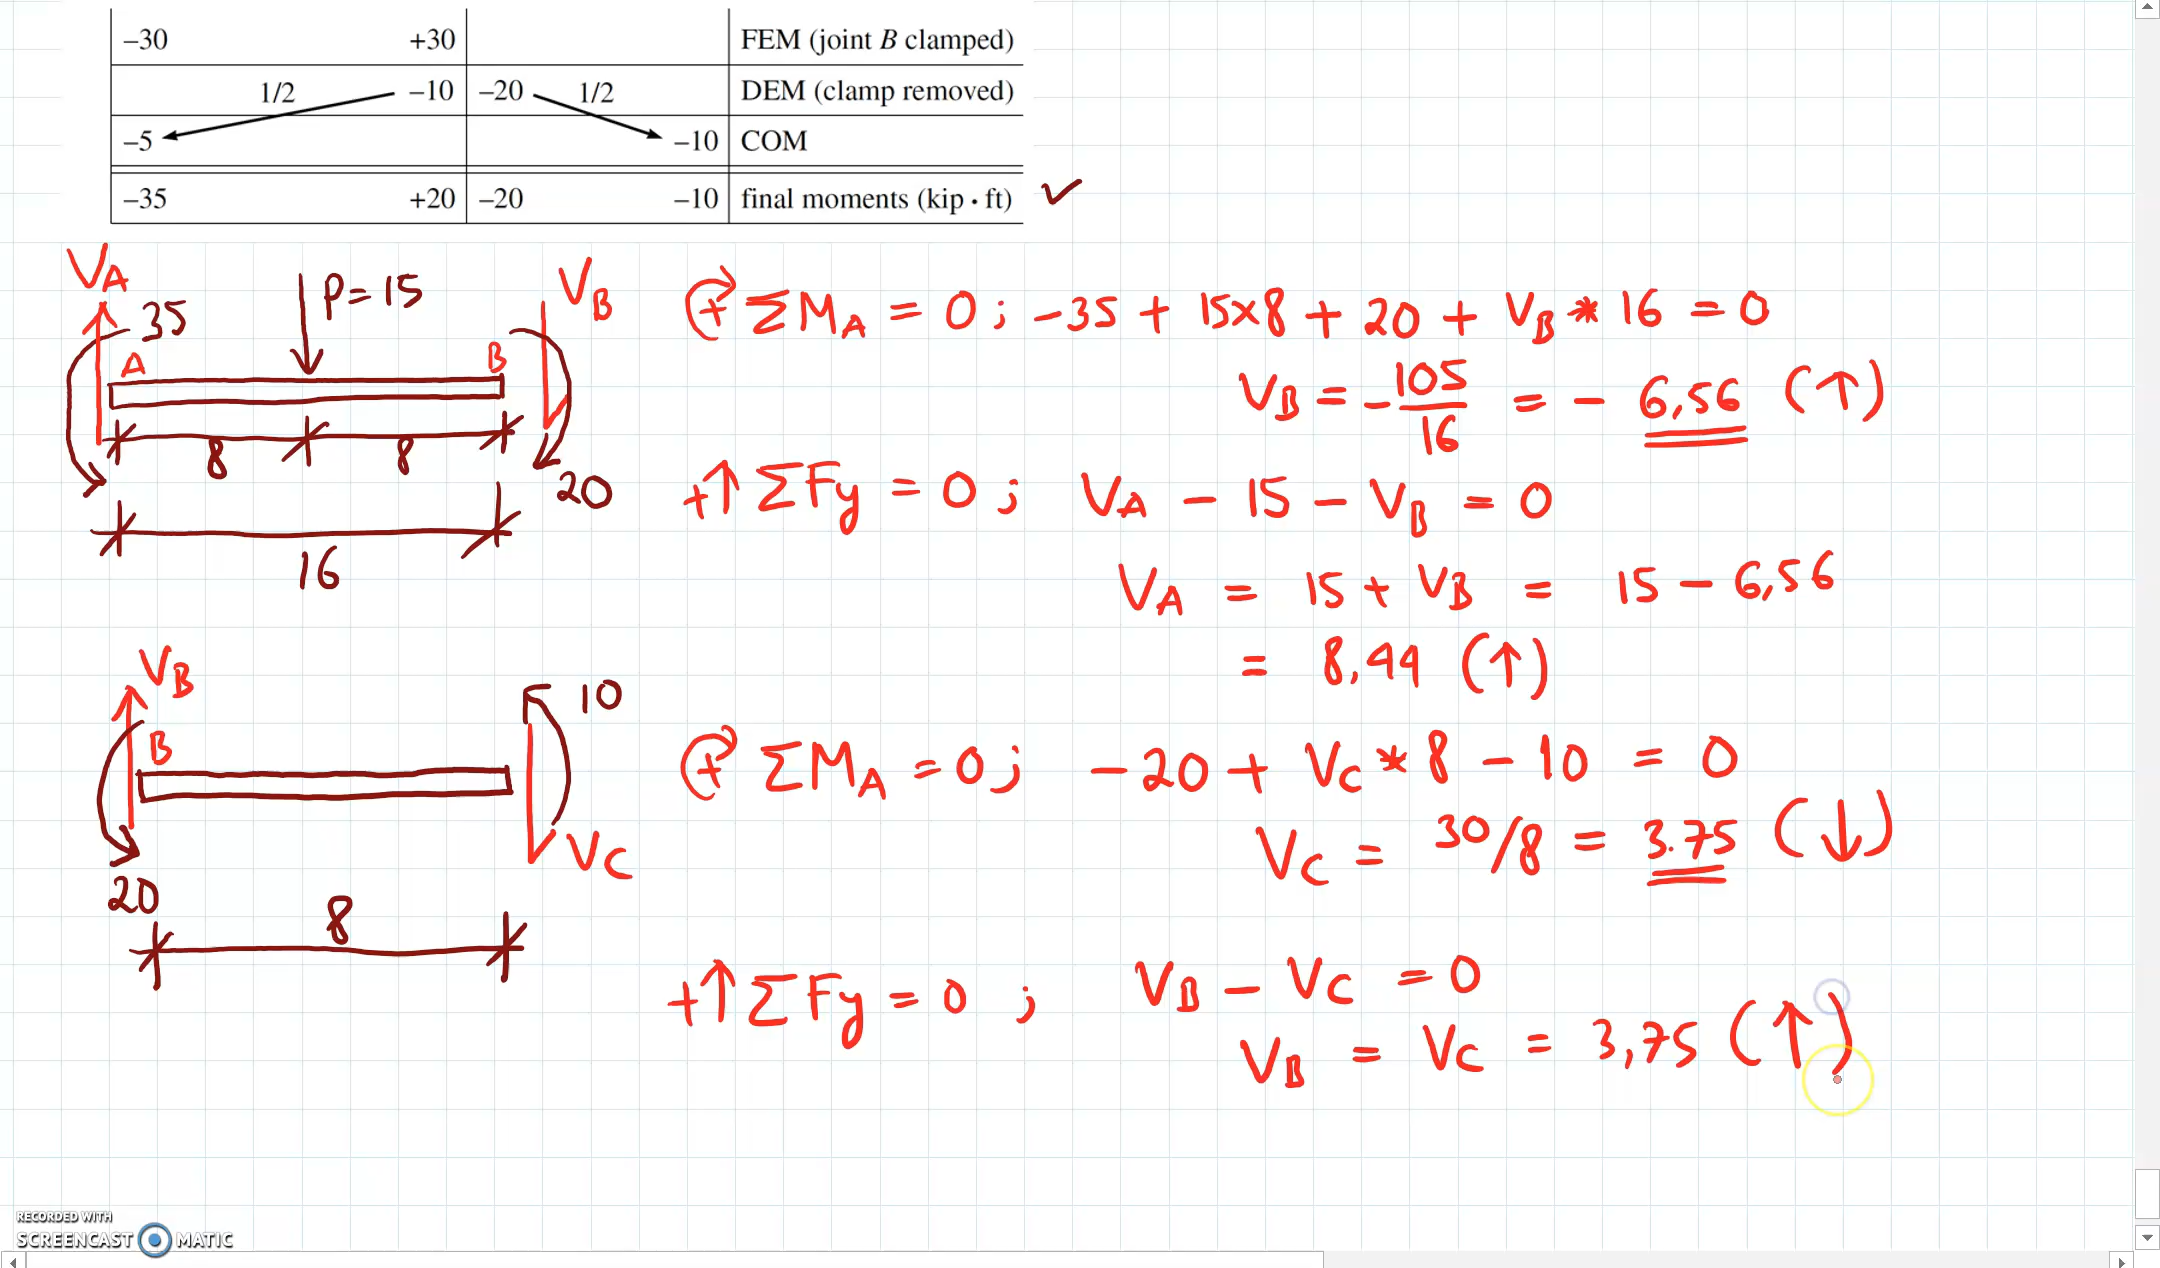 –30 +30 FEM (joint B clamped)
1/2 –10 –20 1/2 DEM (clamp removed)
–5 –10 COM
–35 +20 –20 –10 final moments (kip • ft) ✓
VA 35 P=15 VB
A B
8 8
20
16
+ ΣMA = 0 ; -35 + 15x8 + 20 + VB * 16 = 0
VB = -105/16 = - 6,56 (↑)
+↑ ΣFy = 0 ; VA - 15 - VB = 0
VA = 15 + VB = 15 - 6,56
= 8,44 (↑)
VB 10
B
VC
20
8
+ ΣMA = 0 ; -20 + VC * 8 - 10 = 0
VC = 30/8 = 3.75 (↓)
+↑ ΣFy = 0 ; VB - VC = 0
VB = VC = 3,75 (↑)
RECORDED WITH
SCREENCAST MATIC